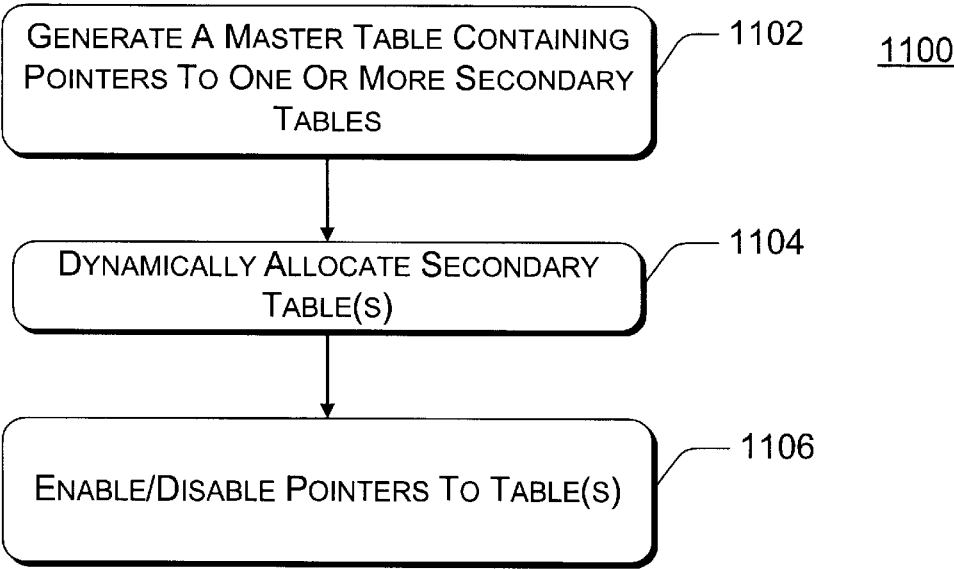 GENERATE A MASTER TABLE CONTAINING
POINTERS TO ONE OR MORE SECONDARY
TABLES
1102
1100
DYNAMICALLY ALLOCATE SECONDARY
TABLE(S)
1104
ENABLE/DISABLE POINTERS TO TABLE(S)
1106